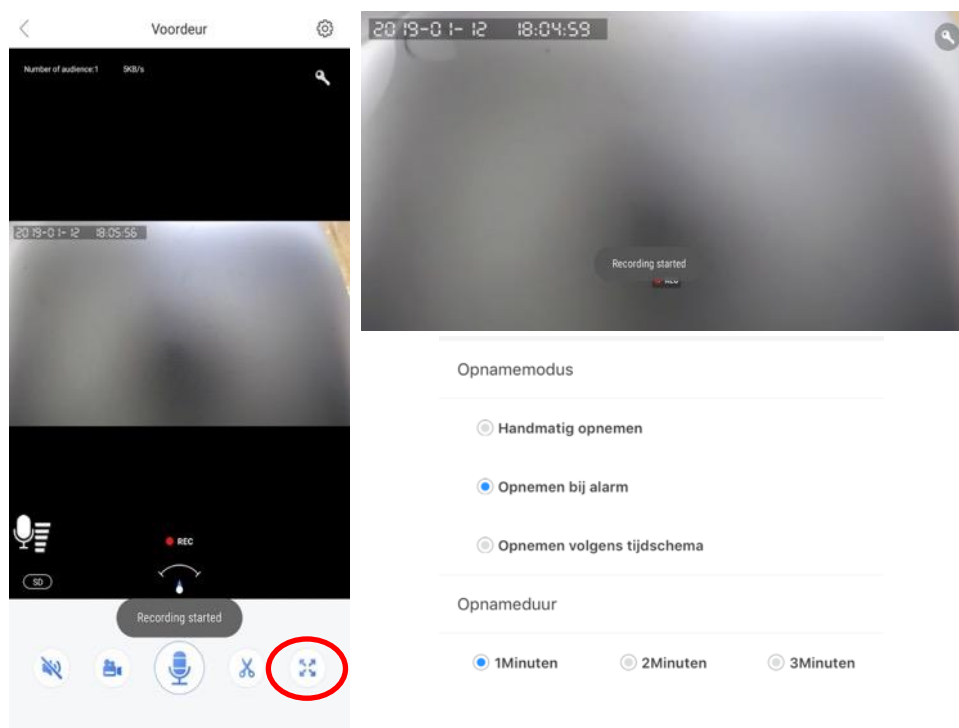 Voordeur
Number of audience:1 5KB/s
2019-01-12 18:05:56
REC
SD
Recording started
2019-01-12 18:04:59
Recording started
REC
Opnamemodus
Handmatig opnemen
Opnemen bij alarm
Opnemen volgens tijdschema
Opnameduur
1Minuten 2Minuten 3Minuten